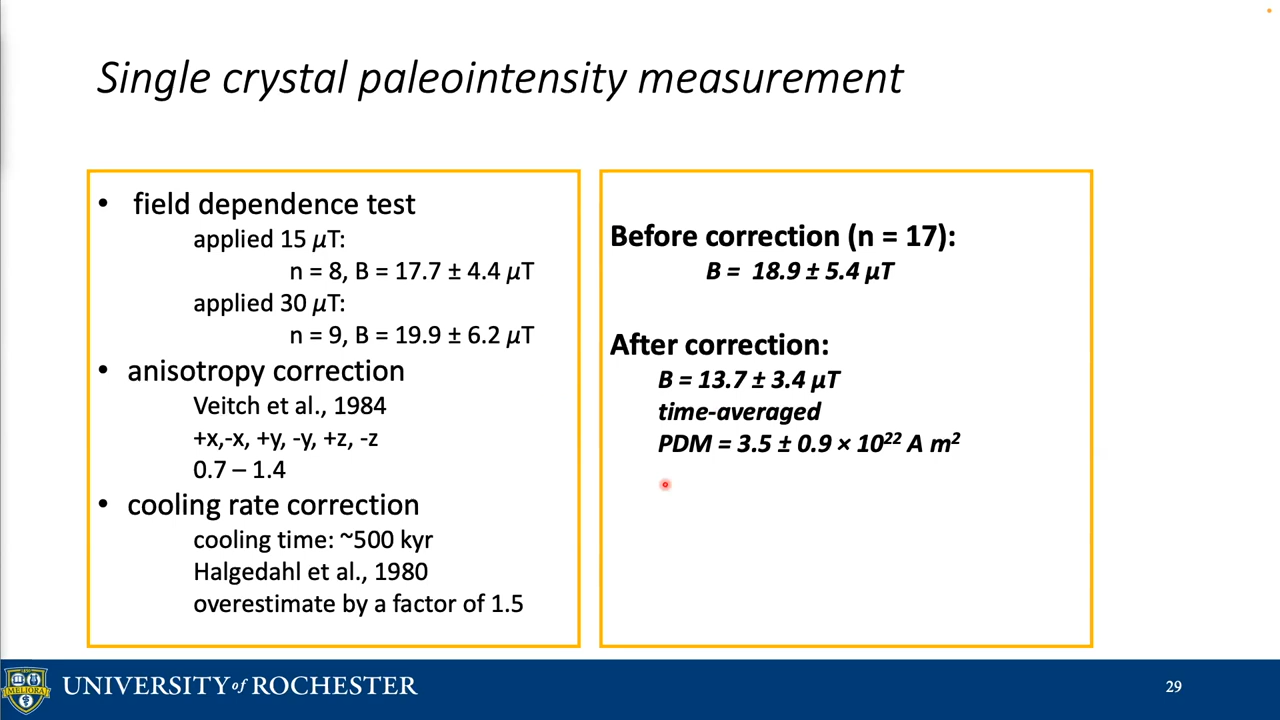 Single crystal paleointensity measurement
• field dependence test
applied 15 µT:
n = 8, B = 17.7 ± 4.4 µT
applied 30 µT:
n = 9, B = 19.9 ± 6.2 µT
• anisotropy correction
Veitch et al., 1984
+x,-x, +y, -y, +z, -z
0.7 – 1.4
• cooling rate correction
cooling time: ~500 kyr
Halgedahl et al., 1980
overestimate by a factor of 1.5
Before correction (n = 17):
B = 18.9 ± 5.4 µT
After correction:
B = 13.7 ± 3.4 µT
time-averaged
PDM = 3.5 ± 0.9 × 10²² A m²
MELIORA
UNIVERSITY of ROCHESTER
29